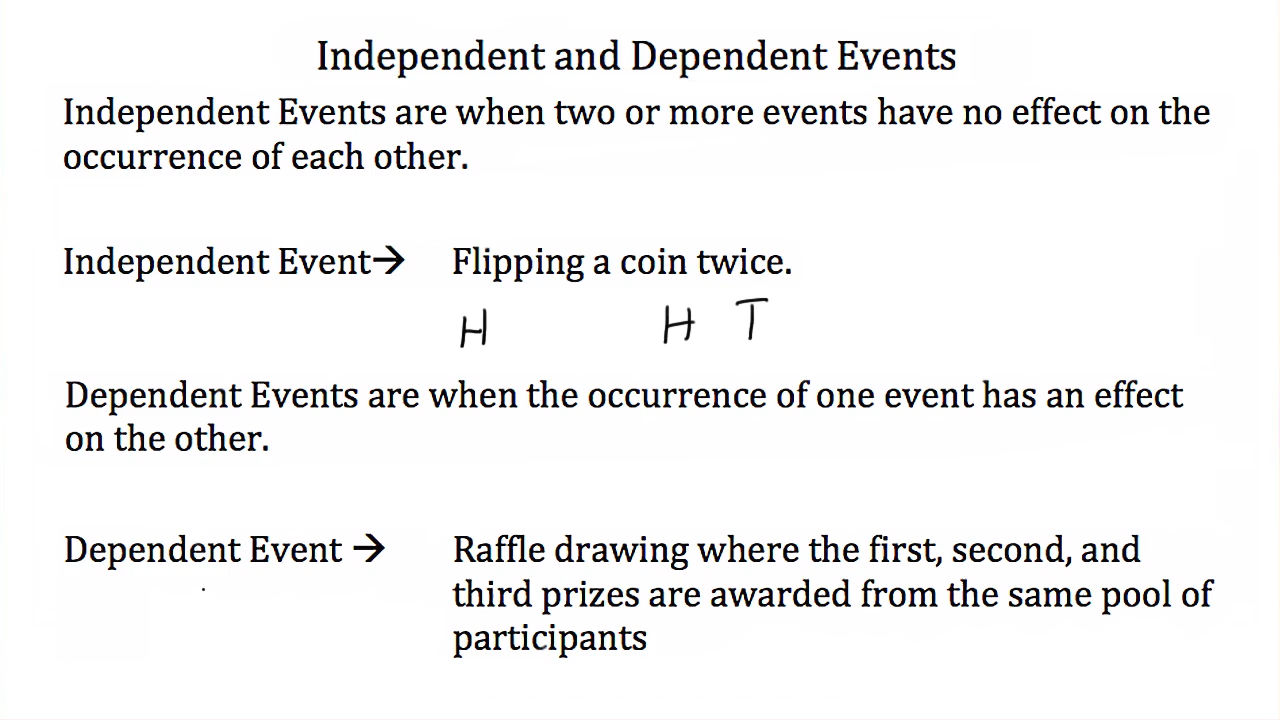 Independent and Dependent Events
Independent Events are when two or more events have no effect on the
occurrence of each other.
Independent Event→ Flipping a coin twice.
H H T
Dependent Events are when the occurrence of one event has an effect
on the other.
Dependent Event → Raffle drawing where the first, second, and
third prizes are awarded from the same pool of
participants